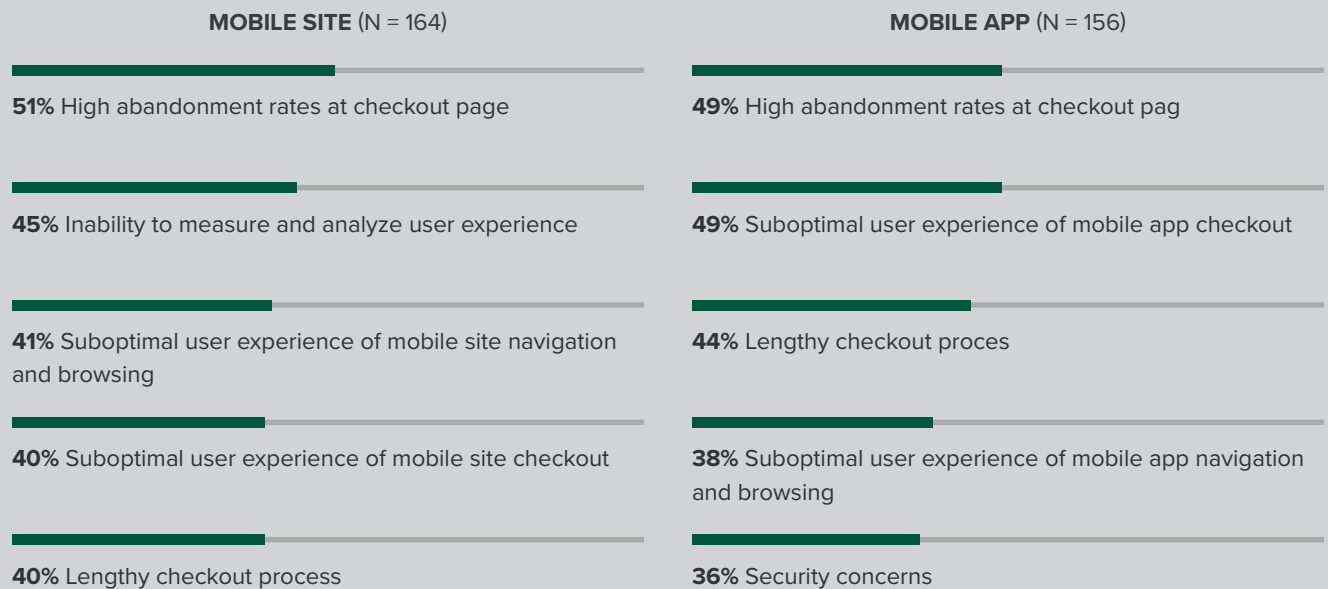 MOBILE SITE (N = 164)
51% High abandonment rates at checkout page
45% Inability to measure and analyze user experience
41% Suboptimal user experience of mobile site navigation
and browsing
40% Suboptimal user experience of mobile site checkout
40% Lengthy checkout process
MOBILE APP (N = 156)
49% High abandonment rates at checkout pag
49% Suboptimal user experience of mobile app checkout
44% Lengthy checkout proces
38% Suboptimal user experience of mobile app navigation
and browsing
36% Security concerns